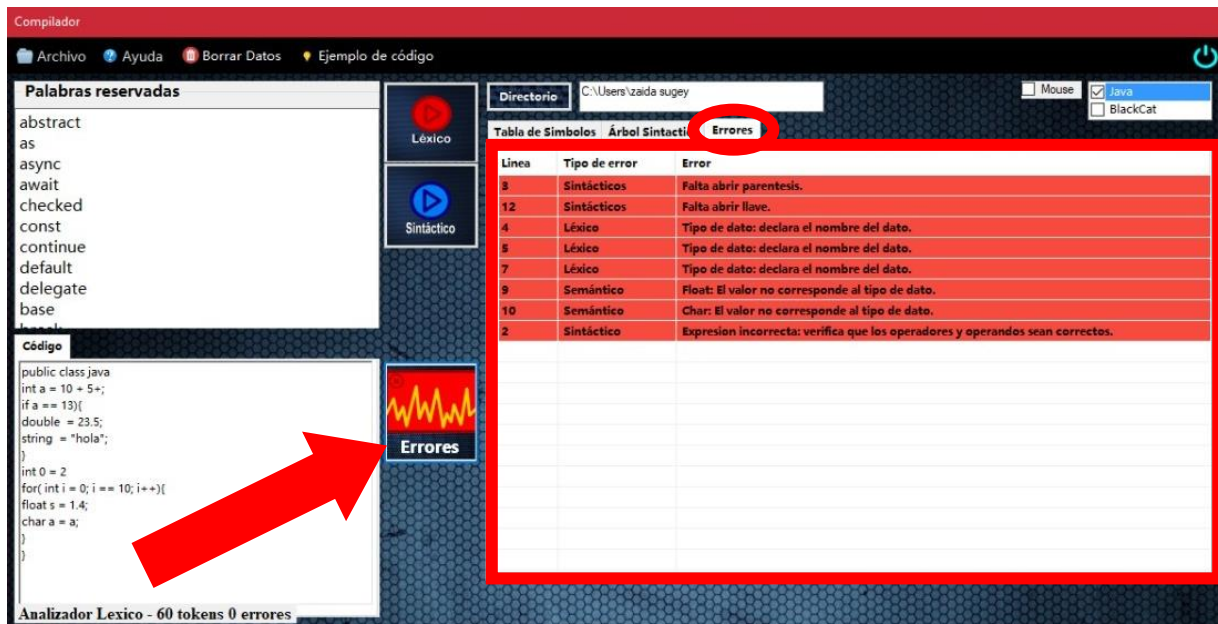 Compilador
Archivo Ayuda Borrar Datos Ejemplo de código
Palabras reservadas
abstract
as
async
await
checked
const
continue
default
delegate
base
Léxico
Sintáctico
Directorio C:\Users\zaida sugey
Mouse
Java
BlackCat
Tabla de Simbolos Árbol Sintactic Errores
Linea Tipo de error Error
3 Sintácticos Falta abrir parentesis.
12 Sintácticos Falta abrir llave.
4 Léxico Tipo de dato: declara el nombre del dato.
5 Léxico Tipo de dato: declara el nombre del dato.
7 Léxico Tipo de dato: declara el nombre del dato.
9 Semántico Float: El valor no corresponde al tipo de dato.
10 Semántico Char: El valor no corresponde al tipo de dato.
2 Sintáctico Expresion incorrecta: verifica que los operadores y operandos sean correctos.
Código
public class java
int a = 10 + 5+;
if a == 13){
double = 23.5;
string = "hola";
}
int 0 = 2
for( int i = 0; i == 10; i++){
float s = 1.4;
char a = a;
}
}
Errores
Analizador Lexico - 60 tokens 0 errores